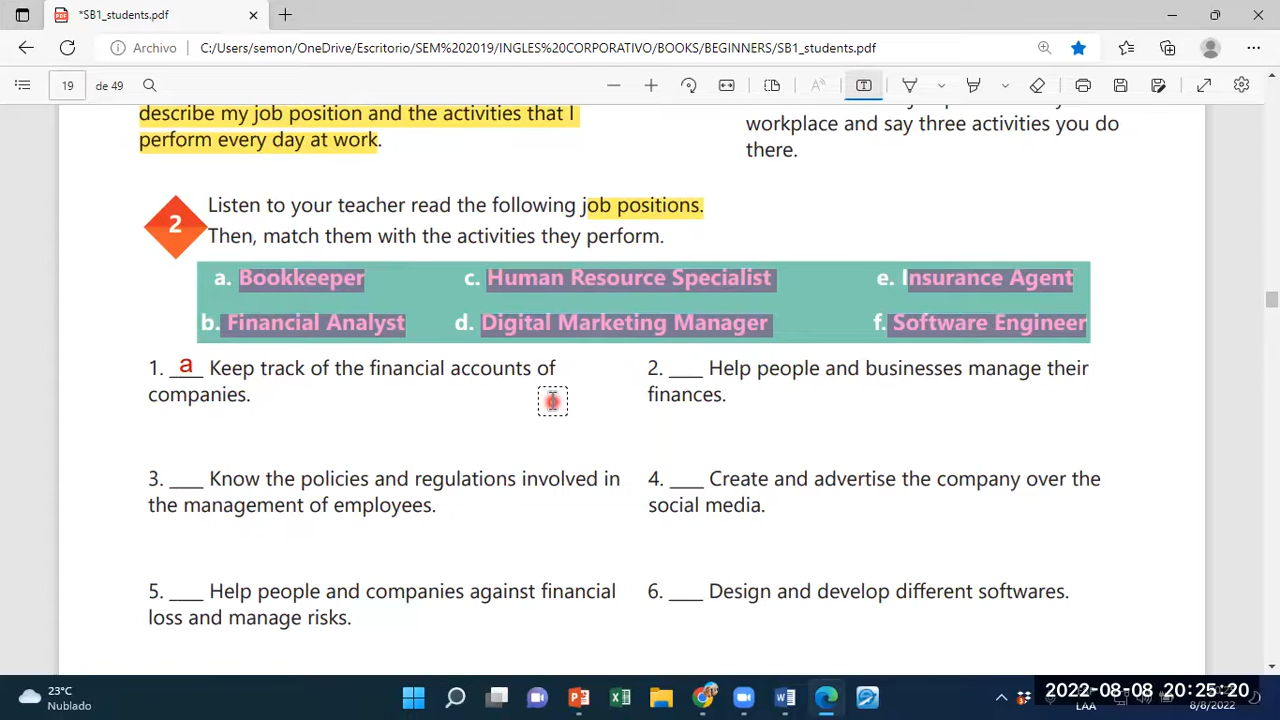 *SB1_students.pdf
Archivo C:/Users/semon/OneDrive/Escritorio/SEM%202019/INGLES%20CORPORATIVO/BOOKS/BEGINNERS/SB1_students.pdf
19 de 49
describe my job position and the activities that I
perform every day at work.
workplace and say three activities you do
there.
2
Listen to your teacher read the following job positions.
Then, match them with the activities they perform.
a. Bookkeeper c. Human Resource Specialist e. Insurance Agent
b. Financial Analyst d. Digital Marketing Manager f. Software Engineer
1. a Keep track of the financial accounts of
companies.
2. ___ Help people and businesses manage their
finances.
3. ___ Know the policies and regulations involved in
the management of employees.
4. ___ Create and advertise the company over the
social media.
5. ___ Help people and companies against financial
loss and manage risks.
6. ___ Design and develop different softwares.
23°C
Nublado
LAA
2022-08-08 20:25:20
8/8/2022